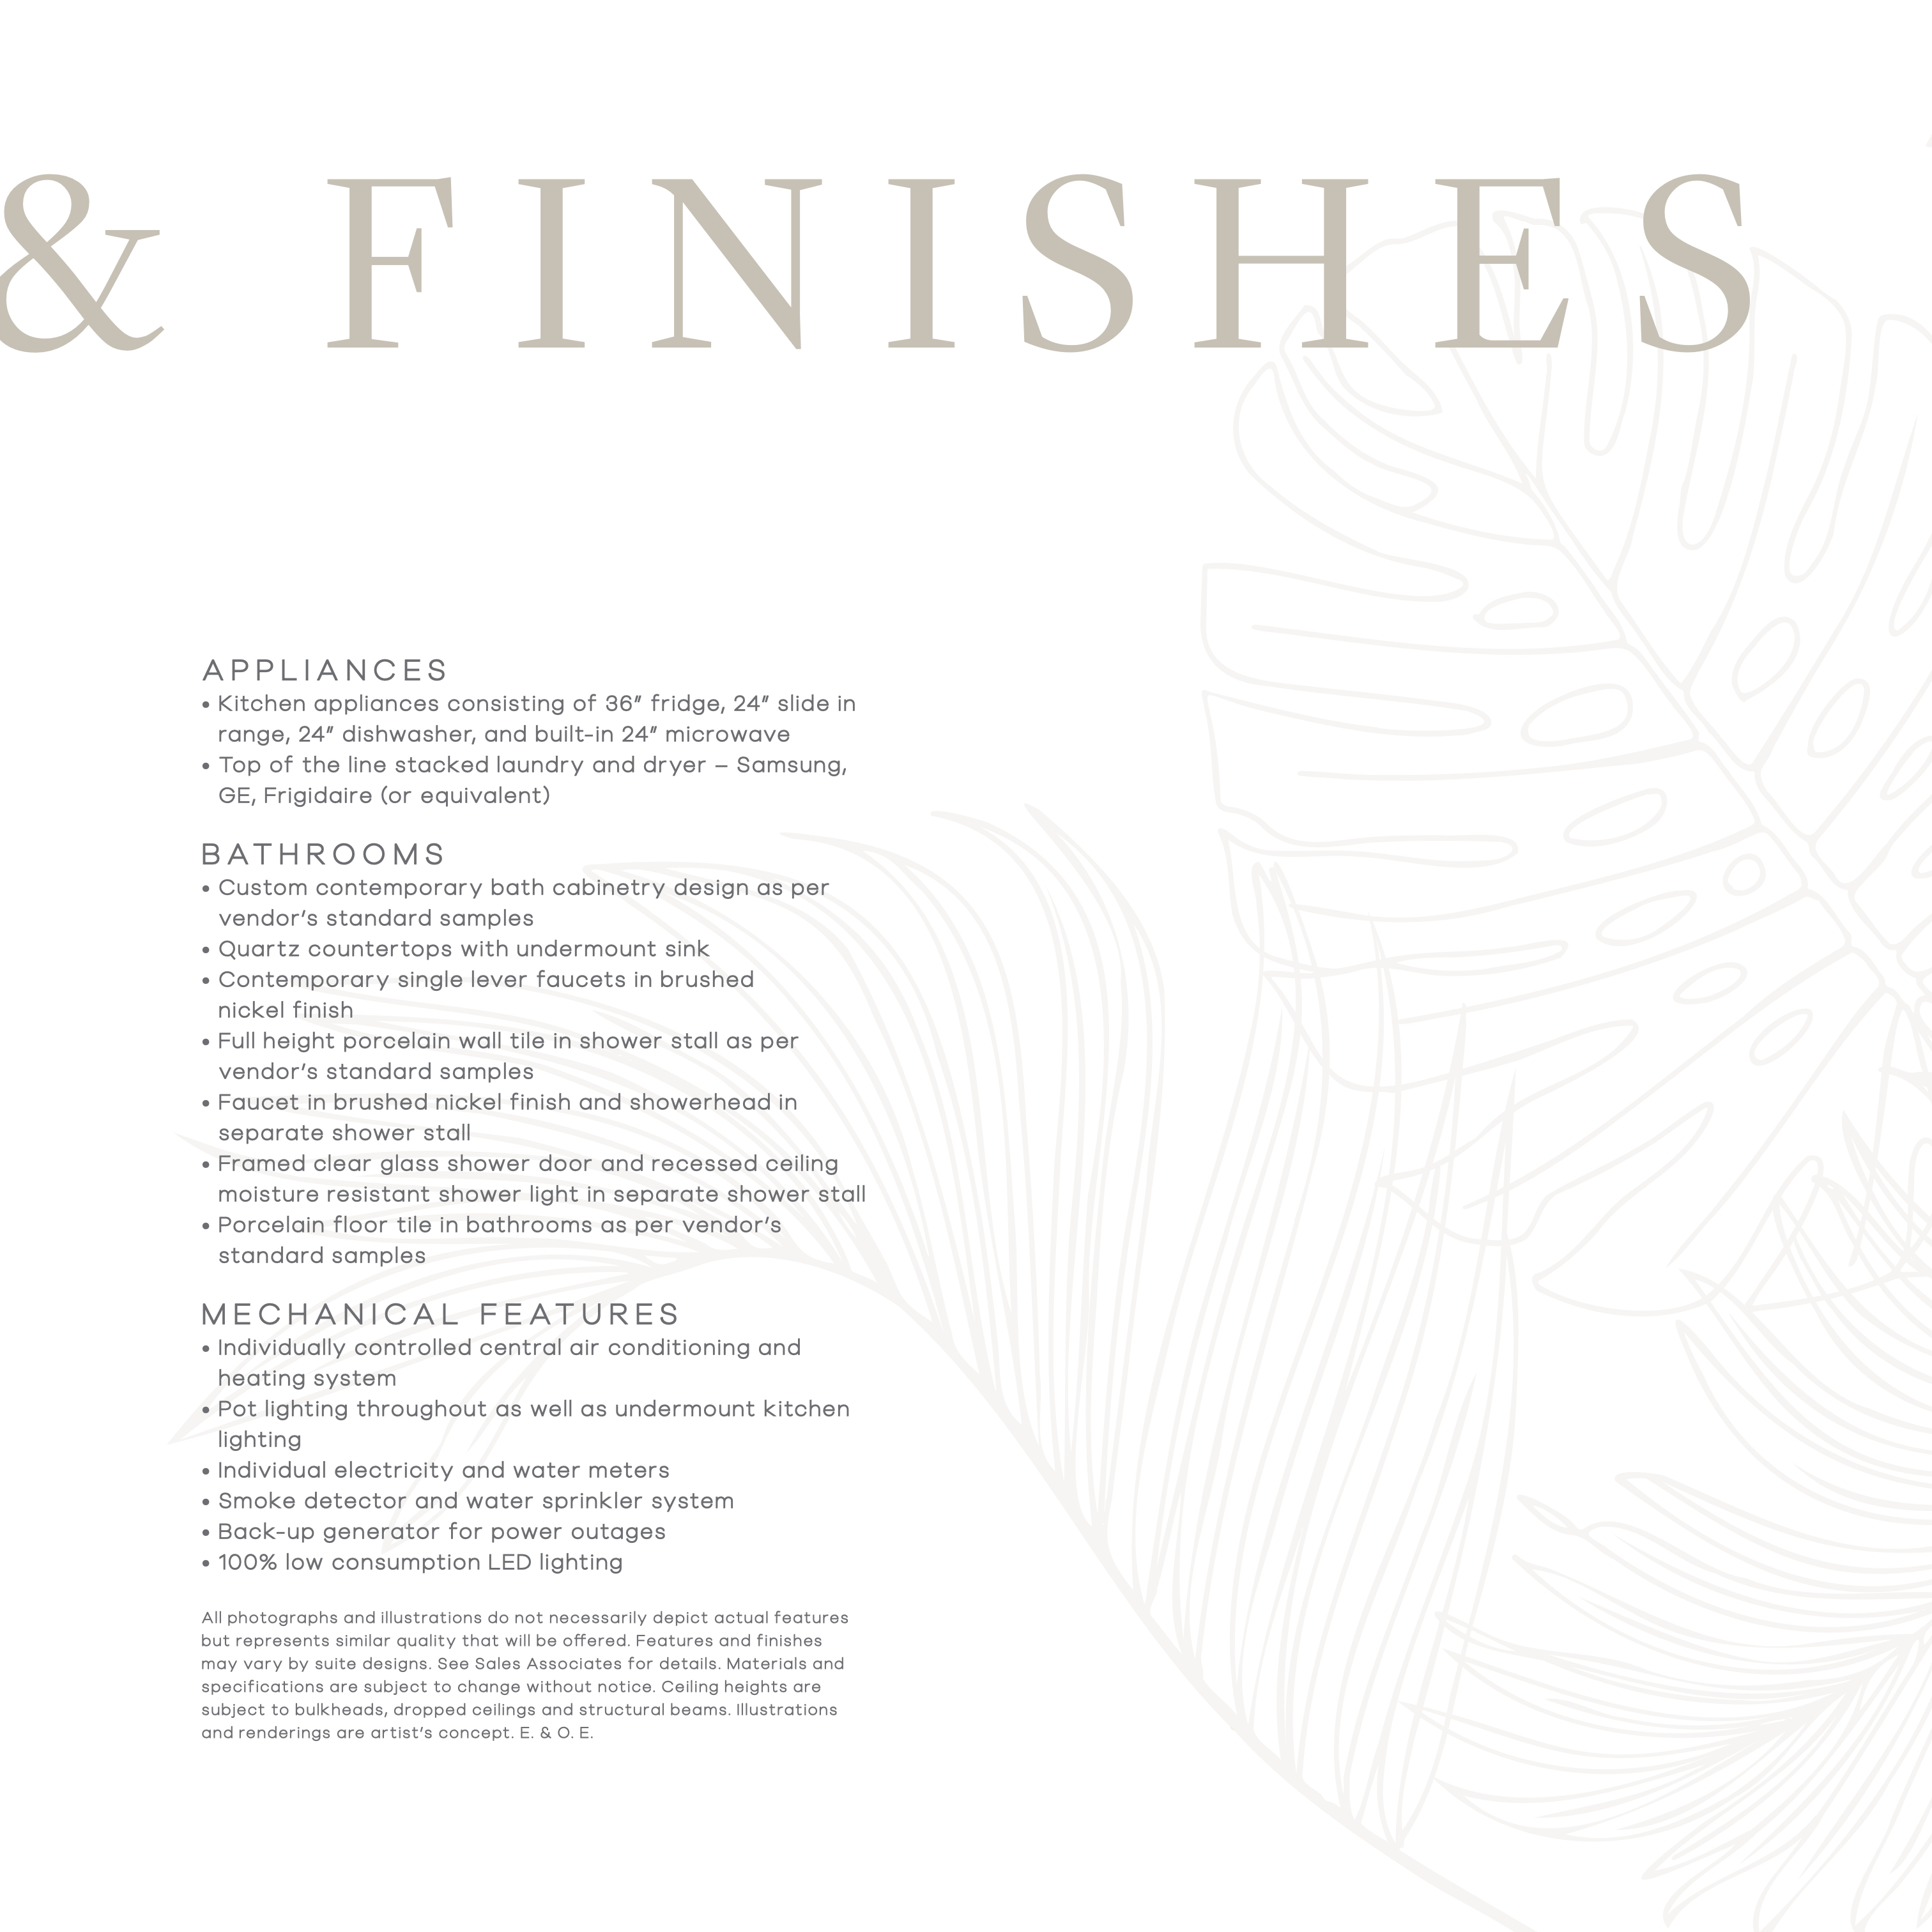 & FINISHES
APPLIANCES
• Kitchen appliances consisting of 36” fridge, 24” slide in
range, 24” dishwasher, and built-in 24” microwave
• Top of the line stacked laundry and dryer – Samsung,
GE, Frigidaire (or equivalent)
BATHROOMS
• Custom contemporary bath cabinetry design as per
vendor’s standard samples
• Quartz countertops with undermount sink
• Contemporary single lever faucets in brushed
nickel finish
• Full height porcelain wall tile in shower stall as per
vendor’s standard samples
• Faucet in brushed nickel finish and showerhead in
separate shower stall
• Framed clear glass shower door and recessed ceiling
moisture resistant shower light in separate shower stall
• Porcelain floor tile in bathrooms as per vendor’s
standard samples
MECHANICAL FEATURES
• Individually controlled central air conditioning and
heating system
• Pot lighting throughout as well as undermount kitchen
lighting
• Individual electricity and water meters
• Smoke detector and water sprinkler system
• Back-up generator for power outages
• 100% low consumption LED lighting
All photographs and illustrations do not necessarily depict actual features
but represents similar quality that will be offered. Features and finishes
may vary by suite designs. See Sales Associates for details. Materials and
specifications are subject to change without notice. Ceiling heights are
subject to bulkheads, dropped ceilings and structural beams. Illustrations
and renderings are artist’s concept. E. & O. E.